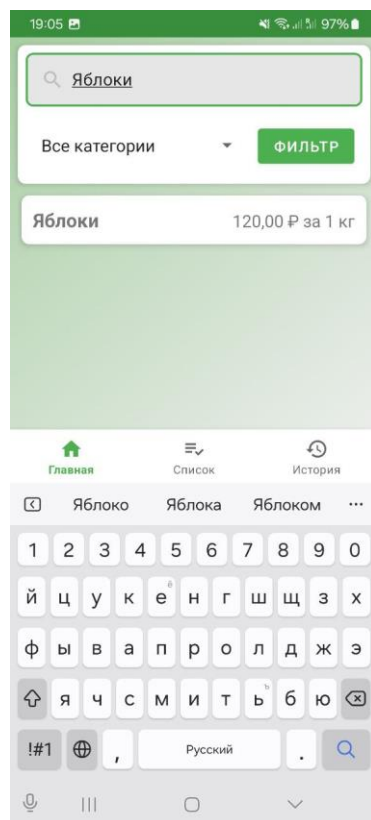 19:05 97%
Яблоки
Все категории ФИЛЬТР
Яблоки 120,00 ₽ за 1 кг
Главная Список История
Яблоко Яблока Яблоком ...
1 2 3 4 5 6 7 8 9 0
й ц у к е ё н г ш щ з х
ф ы в а п р о л д ж э
я ч с м и т ь ъ б ю
!#1 , Русский .